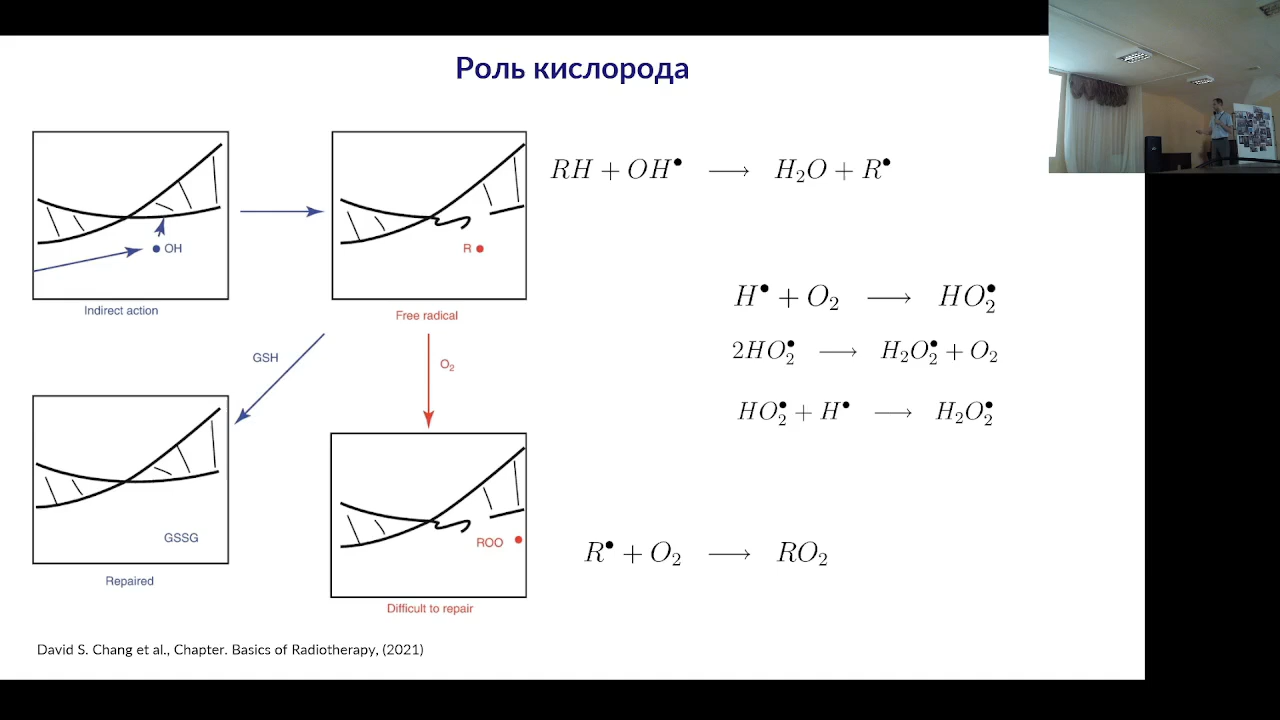 Роль кислорода
OH
Indirect action
R
Free radical
RH + OH• ⟶ H₂O + R•
H• + O₂ ⟶ HO₂•
2HO₂• ⟶ H₂O₂• + O₂
HO₂• + H• ⟶ H₂O₂•
GSH
O₂
GSSG
Repaired
ROO
Difficult to repair
R• + O₂ ⟶ RO₂
David S. Chang et al., Chapter. Basics of Radiotherapy, (2021)